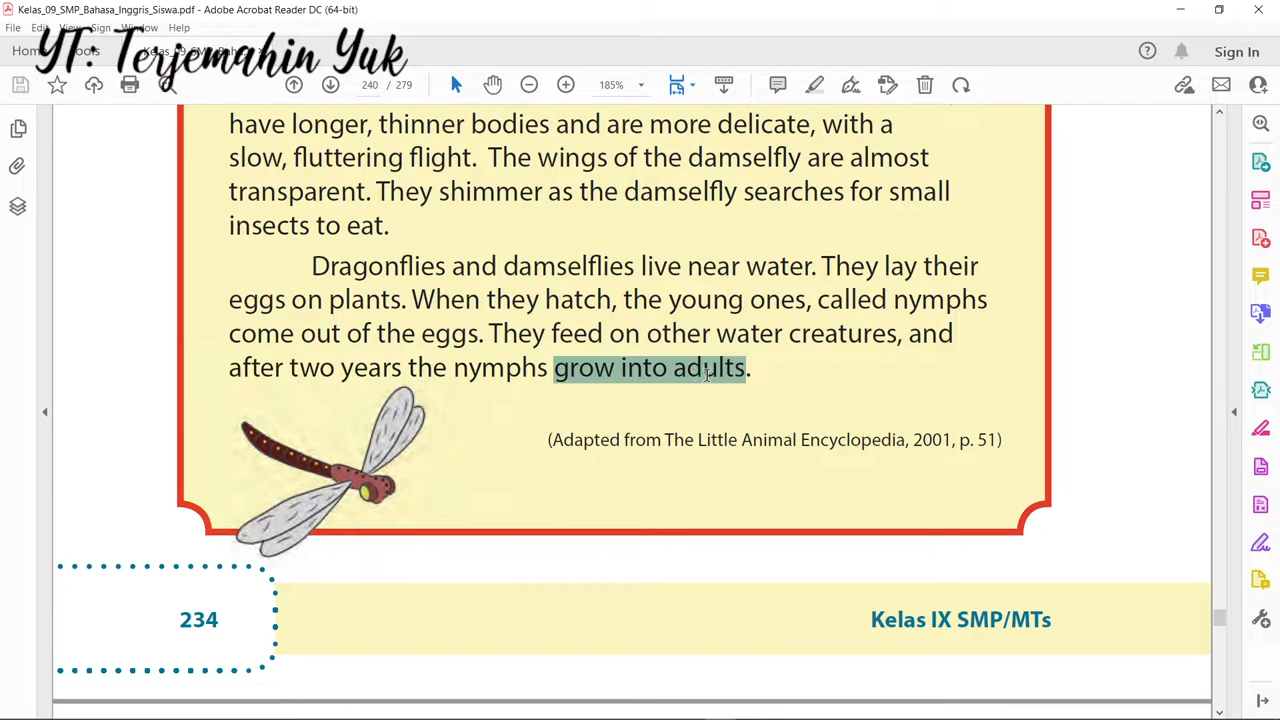 Kelas_09_SMP_Bahasa_Inggris_Siswa.pdf - Adobe Acrobat Reader DC (64-bit)
File Edit View Sign Window Help
YT: Terjemahin Yuk
Sign In
240 / 279
185%
have longer, thinner bodies and are more delicate, with a
slow, fluttering flight. The wings of the damselfly are almost
transparent. They shimmer as the damselfly searches for small
insects to eat.
Dragonflies and damselflies live near water. They lay their
eggs on plants. When they hatch, the young ones, called nymphs
come out of the eggs. They feed on other water creatures, and
after two years the nymphs grow into adults.
(Adapted from The Little Animal Encyclopedia, 2001, p. 51)
234
Kelas IX SMP/MTs